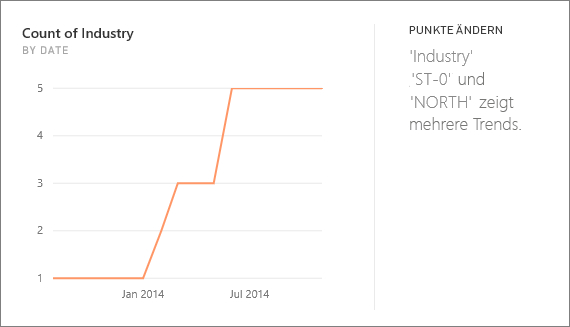 Count of Industry
BY DATE
5
4
3
2
1
Jan 2014
Jul 2014
PUNKTE ÄNDERN
'Industry'
'ST-0' und
'NORTH' zeigt
mehrere Trends.